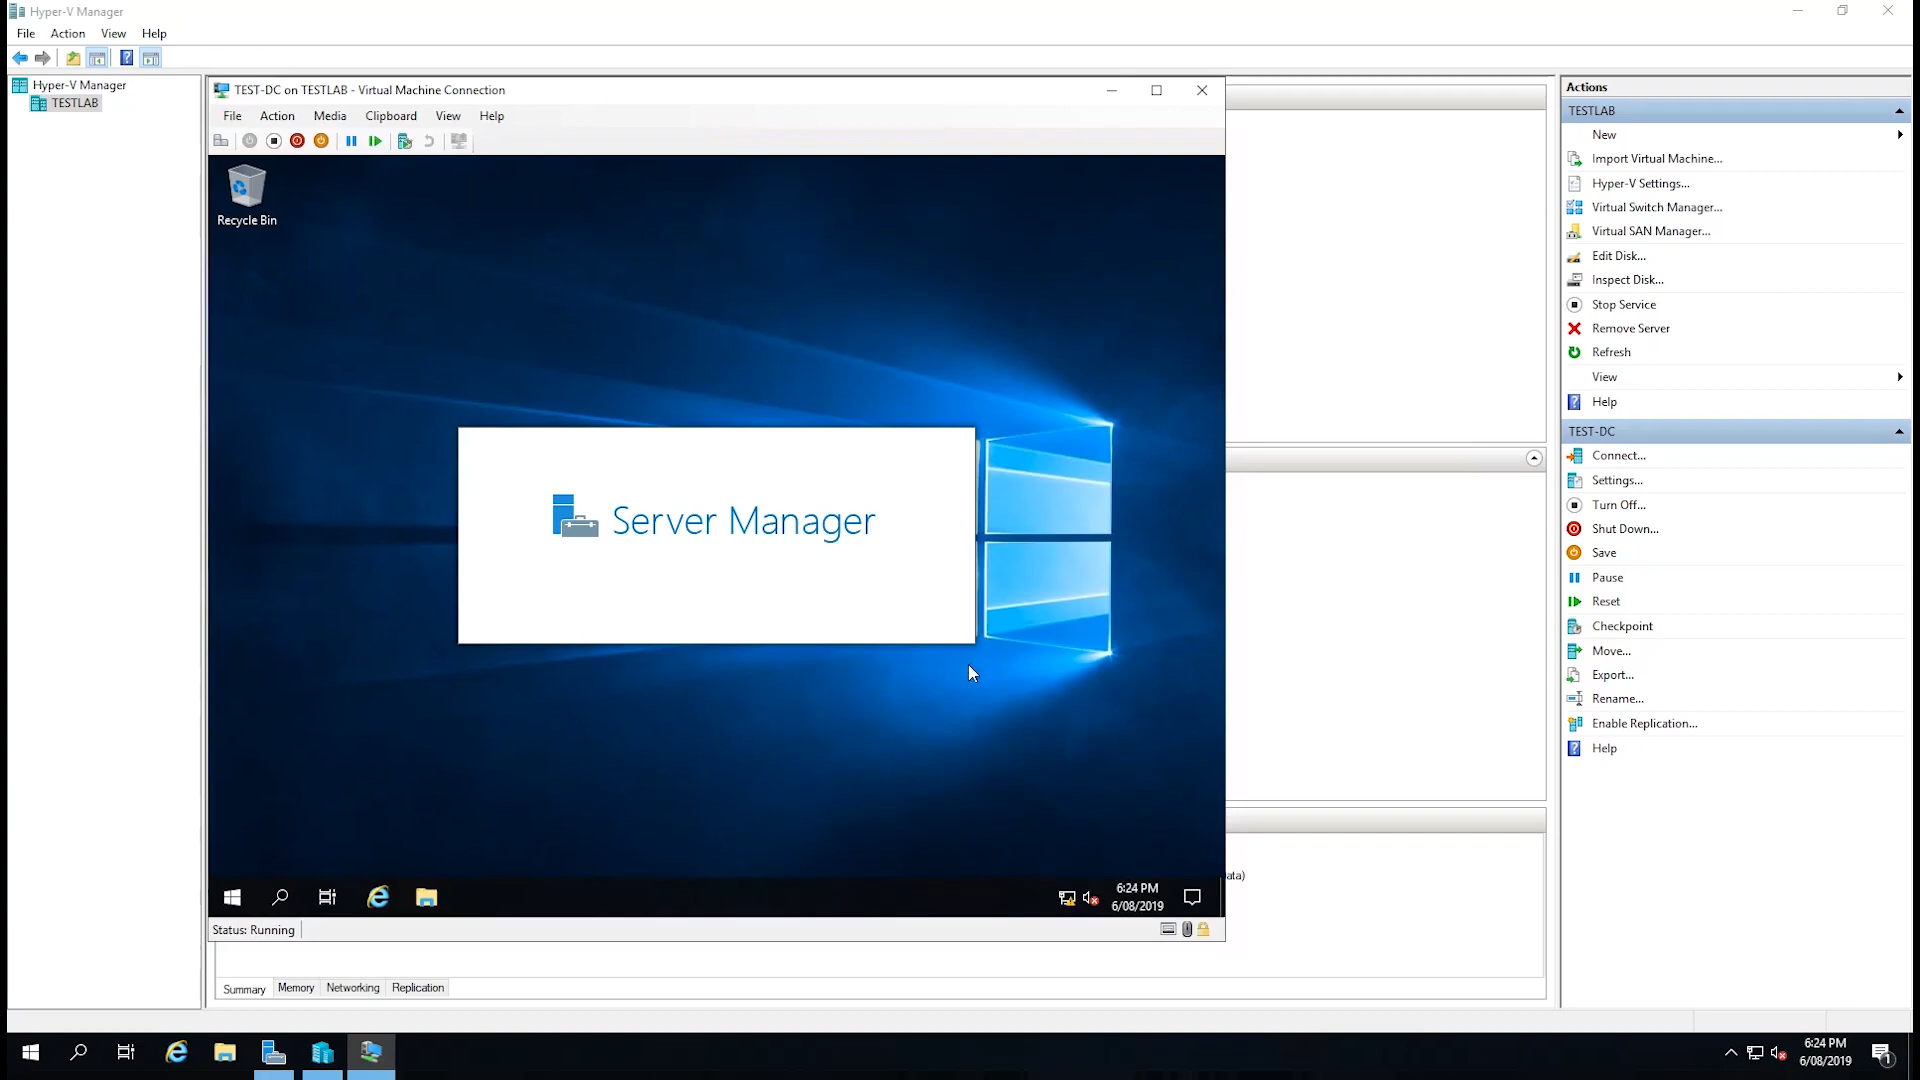 Hyper-V Manager
File Action View Help
Hyper-V Manager
TESTLAB
TEST-DC on TESTLAB - Virtual Machine Connection
File Action Media Clipboard View Help
Recycle Bin
Server Manager
6:24 PM
6/08/2019
Status: Running
ata)
Summary Memory Networking Replication
Actions
TESTLAB
New
Import Virtual Machine...
Hyper-V Settings...
Virtual Switch Manager...
Virtual SAN Manager...
Edit Disk...
Inspect Disk...
Stop Service
Remove Server
Refresh
View
Help
TEST-DC
Connect...
Settings...
Turn Off...
Shut Down...
Save
Pause
Reset
Checkpoint
Move...
Export...
Rename...
Enable Replication...
Help
6:24 PM
6/08/2019
1